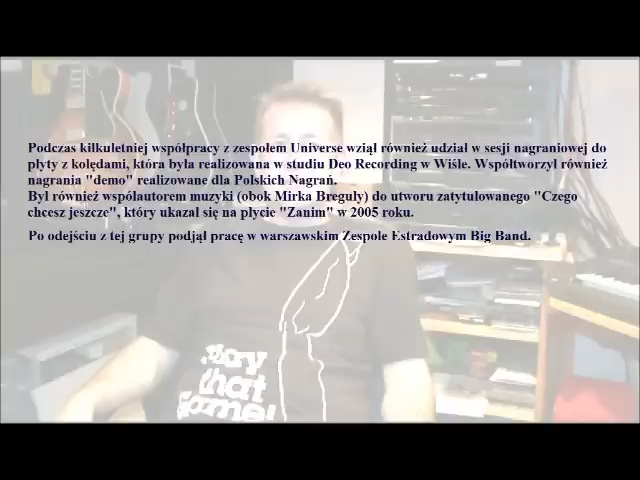 Podczas kilkuletniej współpracy z zespołem Universe wziął również udział w sesji nagraniowej do
płyty z kolędami, która była realizowana w studiu Deo Recording w Wiśle. Współtworzył również
nagrania "demo" realizowane dla Polskich Nagrań.
Był również współautorem muzyki (obok Mirka Breguły) do utworu zatytułowanego "Czego
chcesz jeszcze", który ukazał się na płycie "Zanim" w 2005 roku.
Po odejściu z tej grupy podjął pracę w warszawskim Zespole Estradowym Big Band.
that